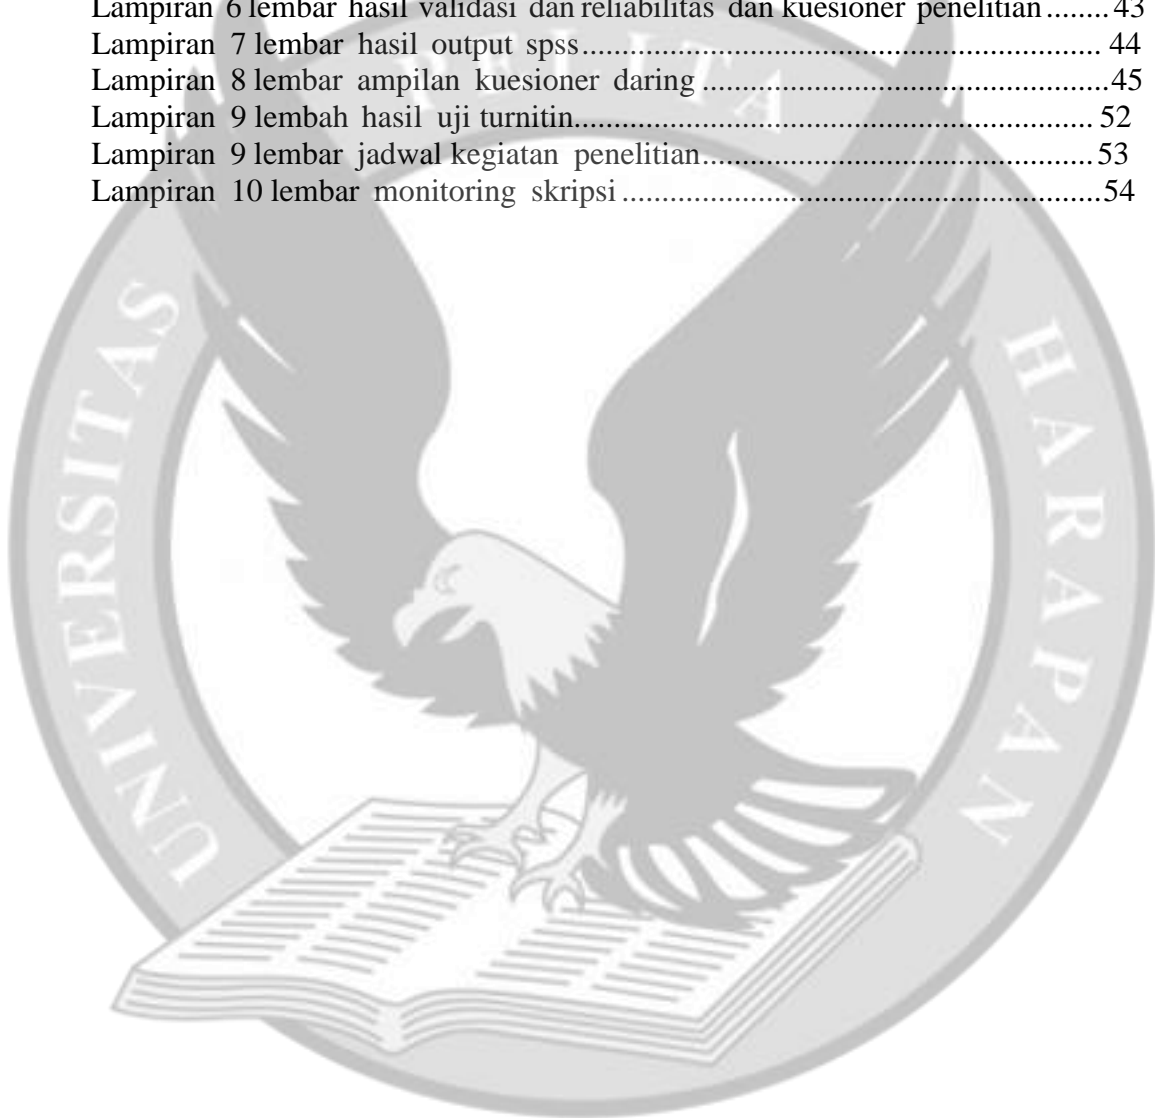 Lampiran 6 lembar hasil validasi dan reliabilitas dan kuesioner penelitian ........ 43
Lampiran 7 lembar hasil output spss.................................................................. 44
Lampiran 8 lembar ampilan kuesioner daring ....................................................45
Lampiran 9 lembah hasil uji turnitin.................................................................. 52
Lampiran 9 lembar jadwal kegiatan penelitian.................................................. 53
Lampiran 10 lembar monitoring skripsi .............................................................54
UNIVERSITAS PELITA HARAPAN